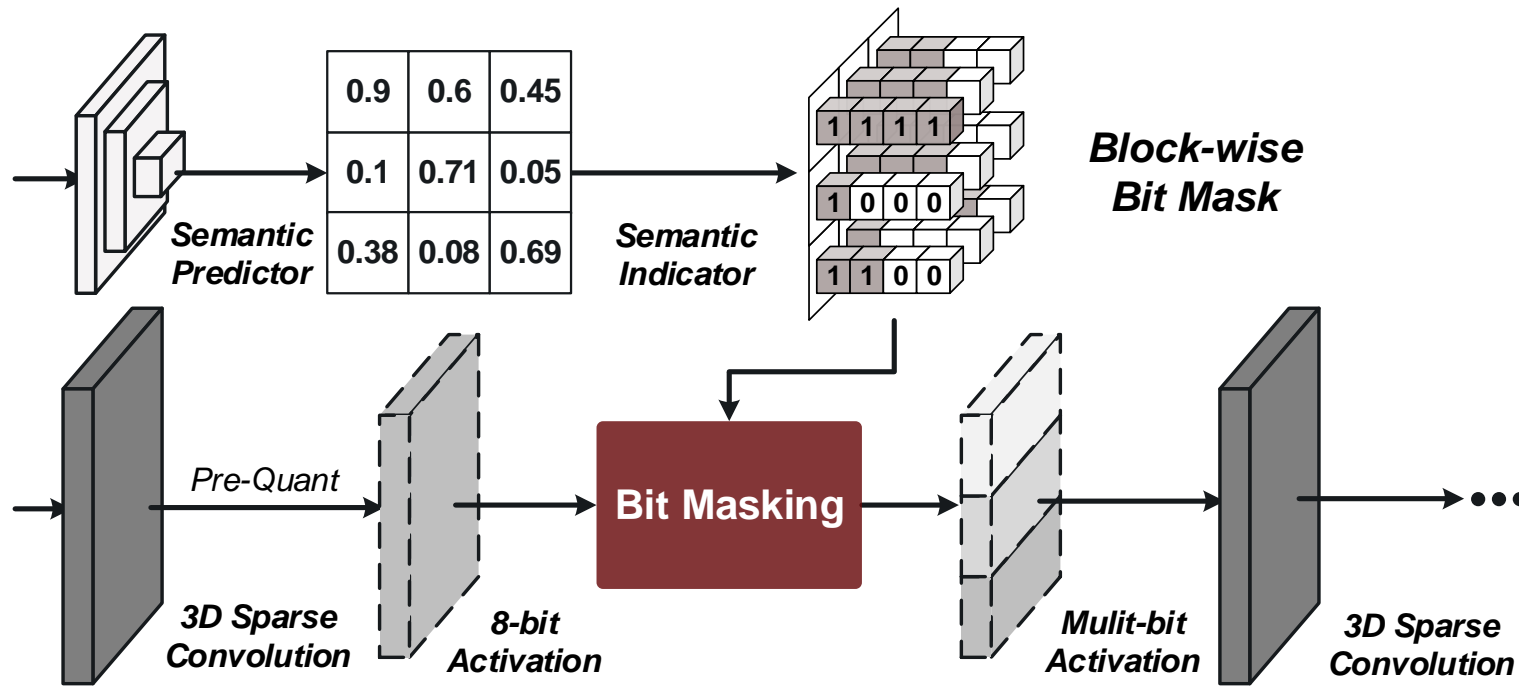 0.9 0.6 0.45
0.1 0.71 0.05
0.38 0.08 0.69
Semantic
Predictor
Semantic
Indicator
1 1 1 1
1 0 0 0
1 1 0 0
Block-wise
Bit Mask
Pre-Quant
3D Sparse
Convolution
8-bit
Activation
Bit Masking
Mulit-bit
Activation
3D Sparse
Convolution